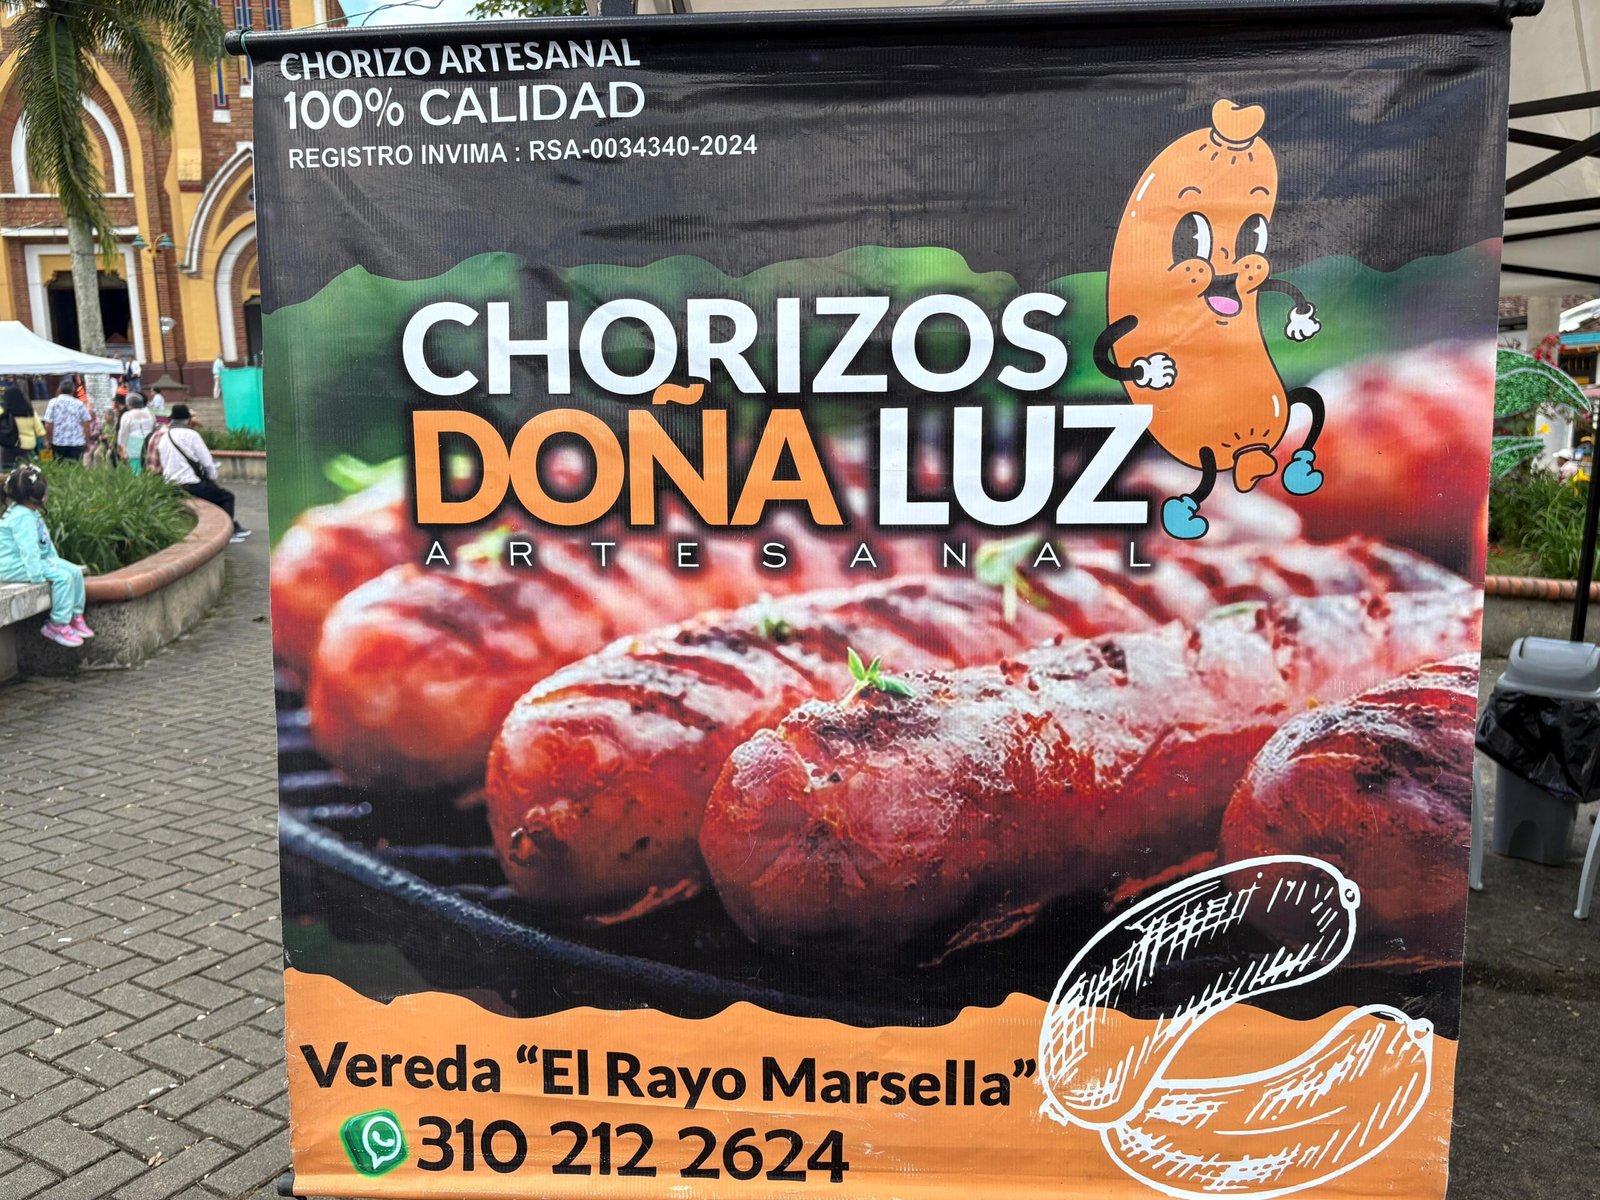 CHORIZO ARTESANAL
100% CALIDAD
REGISTRO INVIMA : RSA-0034340-2024
CHORIZOS
DOÑA LUZ
ARTESANAL
Vereda “El Rayo Marsella”
310 212 2624